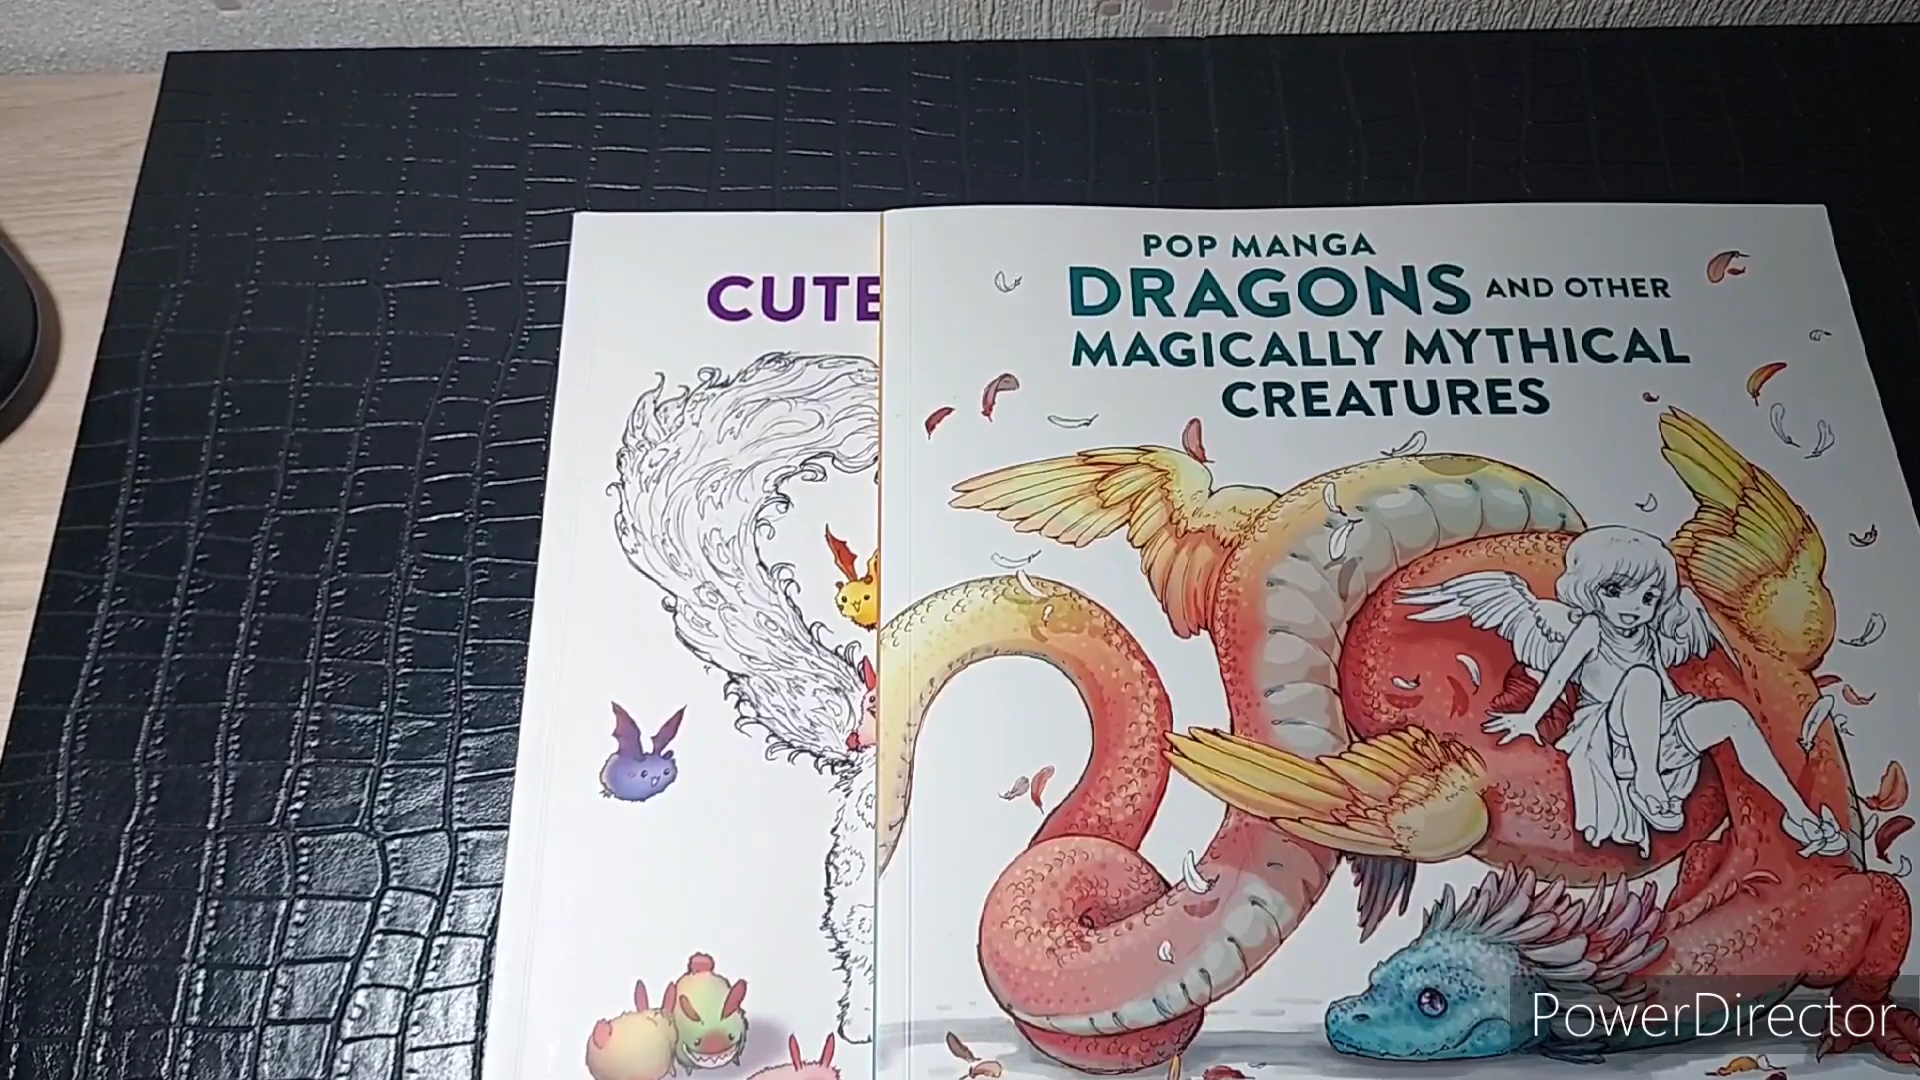 CUTE
POP MANGA
DRAGONS AND OTHER
MAGICALLY MYTHICAL
CREATURES
PowerDirector